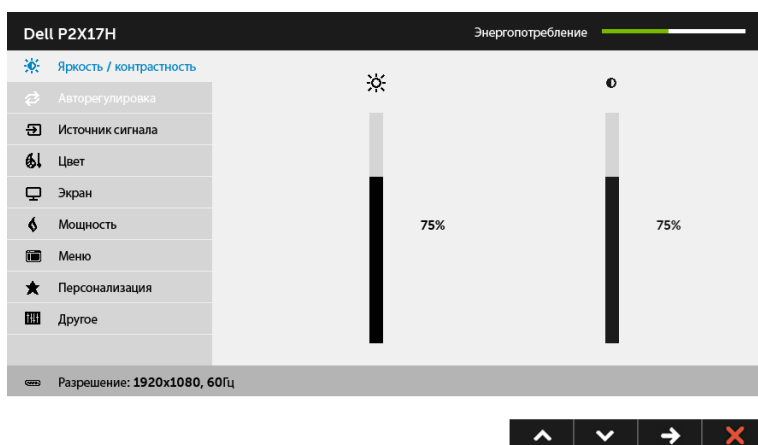 Dell P2X17H
Энергопотребление
Яркость / контрастность
Авторегулировка
Источник сигнала
Цвет
Экран
Мощность
Меню
Персонализация
Другое
75%
75%
Разрешение: 1920x1080, 60Гц